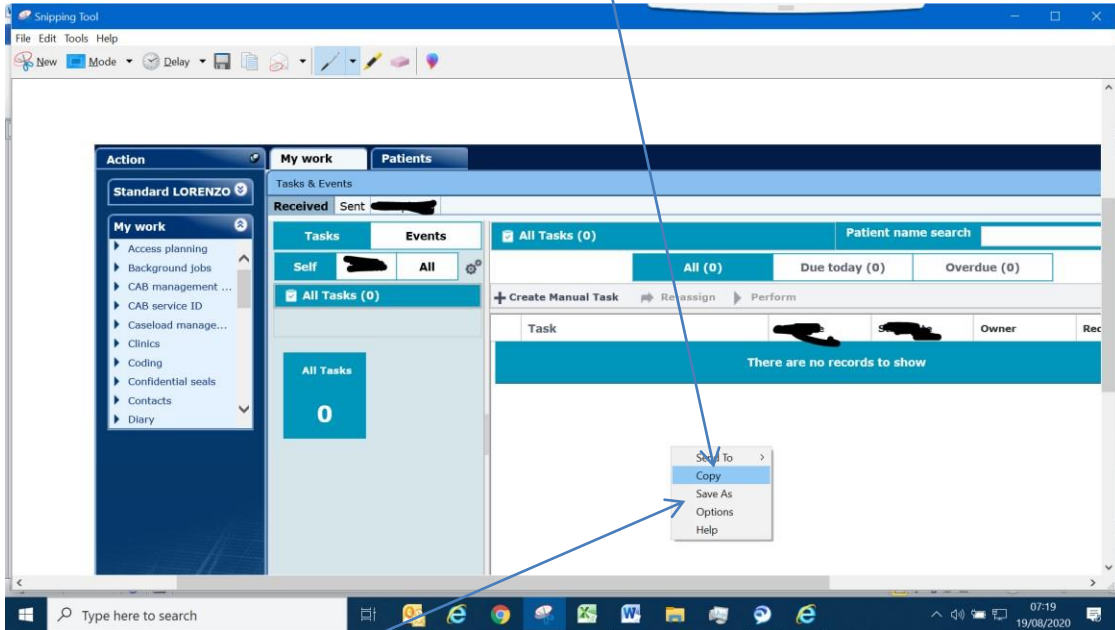 Snipping Tool
File Edit Tools Help
New Mode Delay
Action My work Patients
Standard LORENZO
Tasks & Events
Received Sent
My work
Access planning
Background jobs
CAB management ...
CAB service ID
Caseload manage...
Clinics
Coding
Confidential seals
Contacts
Diary
Tasks Events
Self All
All Tasks (0)
All Tasks
0
All Tasks (0) Patient name search
All (0) Due today (0) Overdue (0)
Create Manual Task Reassign Perform
Task Owner Rec
There are no records to show
Send To
Copy
Save As
Options
Help
Type here to search
07:19
19/08/2020